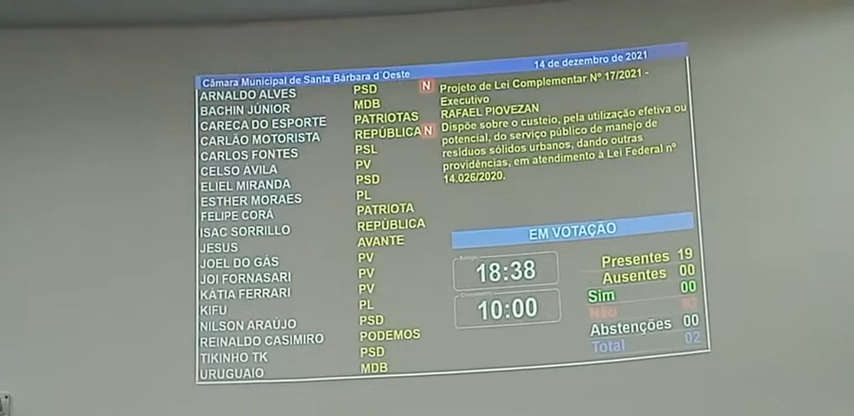 Câmara Municipal de Santa Bárbara d'Oeste 14 de dezembro de 2021
ARNALDO ALVES PSD N
BACHIN JÚNIOR MDB
CARECA DO ESPORTE PATRIOTAS
CARLÃO MOTORISTA REPÚBLICA N
CARLOS FONTES PSL
CELSO ÁVILA PV
ELIEL MIRANDA PSD
ESTHER MORAES PL
FELIPE CORÁ PATRIOTA
ISAC SORRILLO REPÚBLICA
JESUS AVANTE
JOEL DO GÁS PV
JOI FORNASARI PV
KÁTIA FERRARI PV
KIFU PL
NILSON ARAÚJO PSD
REINALDO CASIMIRO PODEMOS
TIKINHO TK PSD
URUGUAIO MDB
Projeto de Lei Complementar Nº 17/2021 -
Executivo
RAFAEL PIOVEZAN
Dispõe sobre o custeio, pela utilização efetiva ou
potencial, do serviço público de manejo de
resíduos sólidos urbanos, dando outras
providências, em atendimento à Lei Federal nº
14.026/2020.
EM VOTAÇÃO
18:38
10:00
Presentes 19
Ausentes 00
Sim 00
Não 02
Abstenções 00
Total 02